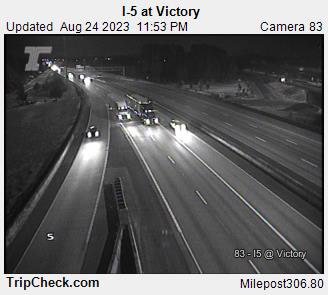 I-5 at Victory
Updated Aug 24 2023 11:53 PM Camera 83
S
83 - I5 @ Victory
TripCheck.com Milepost306.80